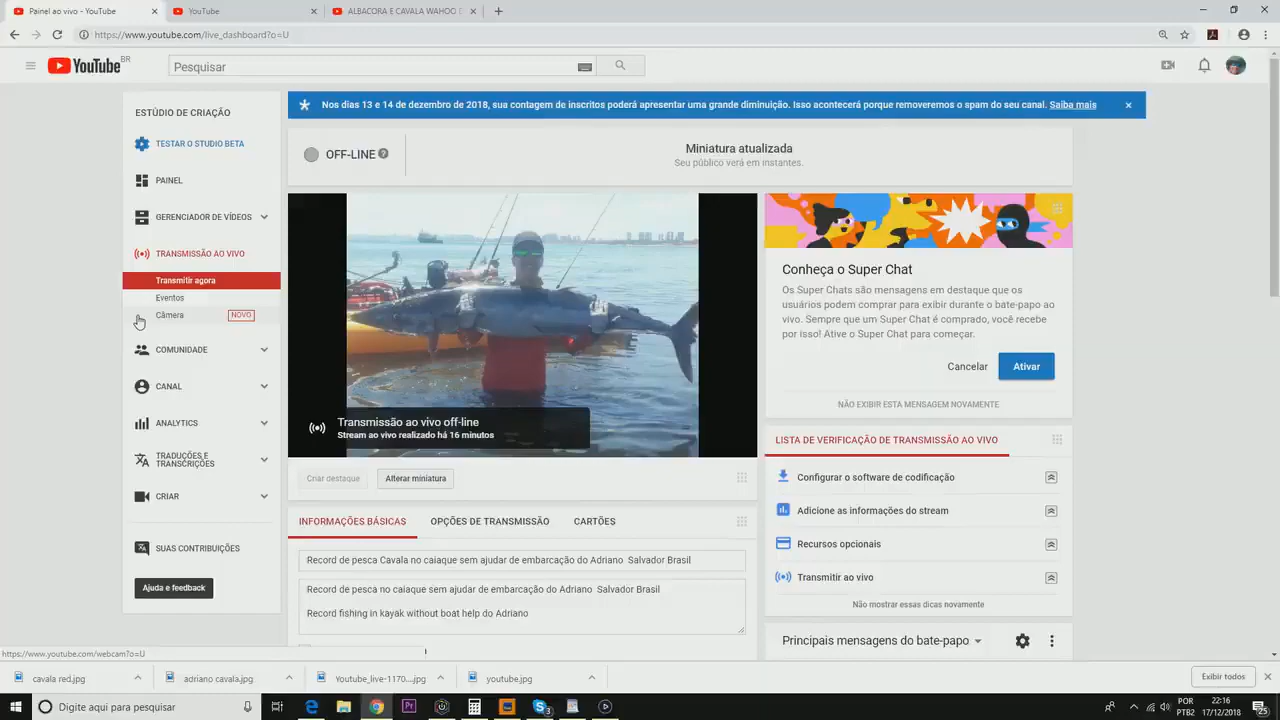 Painel ao vivo - YouTube
YouTube
ALBACORA E CAVALA WAHOO D
https://www.youtube.com/live_dashboard?o=U
YouTube BR
Pesquisar
ESTÚDIO DE CRIAÇÃO
TESTAR O STUDIO BETA
PAINEL
GERENCIADOR DE VÍDEOS
TRANSMISSÃO AO VIVO
Transmitir agora
Eventos
Câmera NOVO
COMUNIDADE
CANAL
ANALYTICS
TRADUÇÕES E
TRANSCRIÇÕES
CRIAR
SUAS CONTRIBUIÇÕES
Ajuda e feedback
Nos dias 13 e 14 de dezembro de 2018, sua contagem de inscritos poderá apresentar uma grande diminuição. Isso acontecerá porque removeremos o spam do seu canal. Saiba mais
OFF-LINE
Miniatura atualizada
Seu público verá em instantes.
Transmissão ao vivo off-line
Stream ao vivo realizado há 16 minutos
Criar destaque
Alterar miniatura
INFORMAÇÕES BÁSICAS
OPÇÕES DE TRANSMISSÃO
CARTÕES
Record de pesca Cavala no caiaque sem ajudar de embarcação do Adriano Salvador Brasil
Record de pesca no caiaque sem ajudar de embarcação do Adriano Salvador Brasil
Record fishing in kayak without boat help do Adriano
Conheça o Super Chat
Os Super Chats são mensagens em destaque que os
usuários podem comprar para exibir durante o bate-papo ao
vivo. Sempre que um Super Chat é comprado, você recebe
por isso! Ative o Super Chat para começar.
Cancelar
Ativar
NÃO EXIBIR ESTA MENSAGEM NOVAMENTE
LISTA DE VERIFICAÇÃO DE TRANSMISSÃO AO VIVO
Configurar o software de codificação
Adicione as informações do stream
Recursos opcionais
Transmitir ao vivo
Não mostrar essas dicas novamente
Principais mensagens do bate-papo
https://www.youtube.com/webcam?o=U
cavala red.jpg
adriano cavala.jpg
Youtube_live-1170....jpg
youtube.jpg
Exibir todos
Digite aqui para pesquisar
POR
PTB2
22:16
17/12/2018